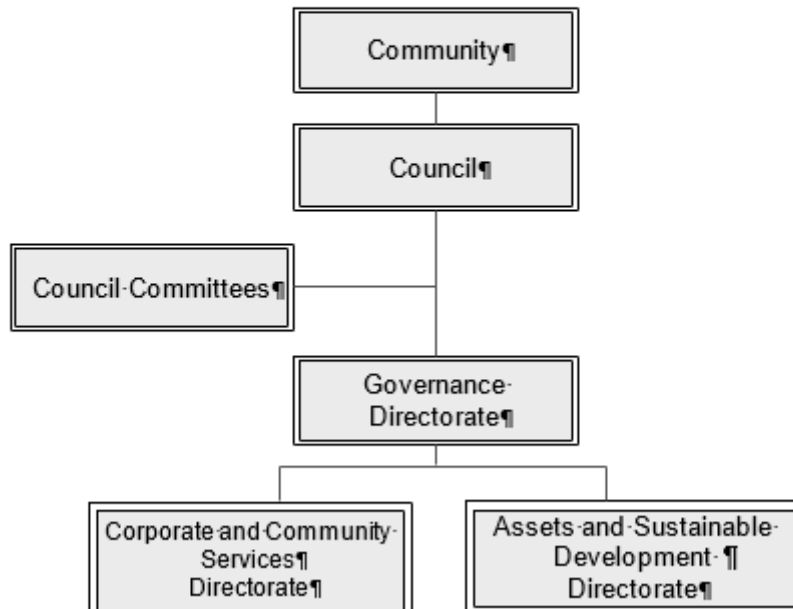 Community¶
Council¶
Council·Committees¶
Governance·
Directorate¶
Corporate·and·Community·
Services¶
Directorate¶
Assets·and·Sustainable·
Development·¶
Directorate¶